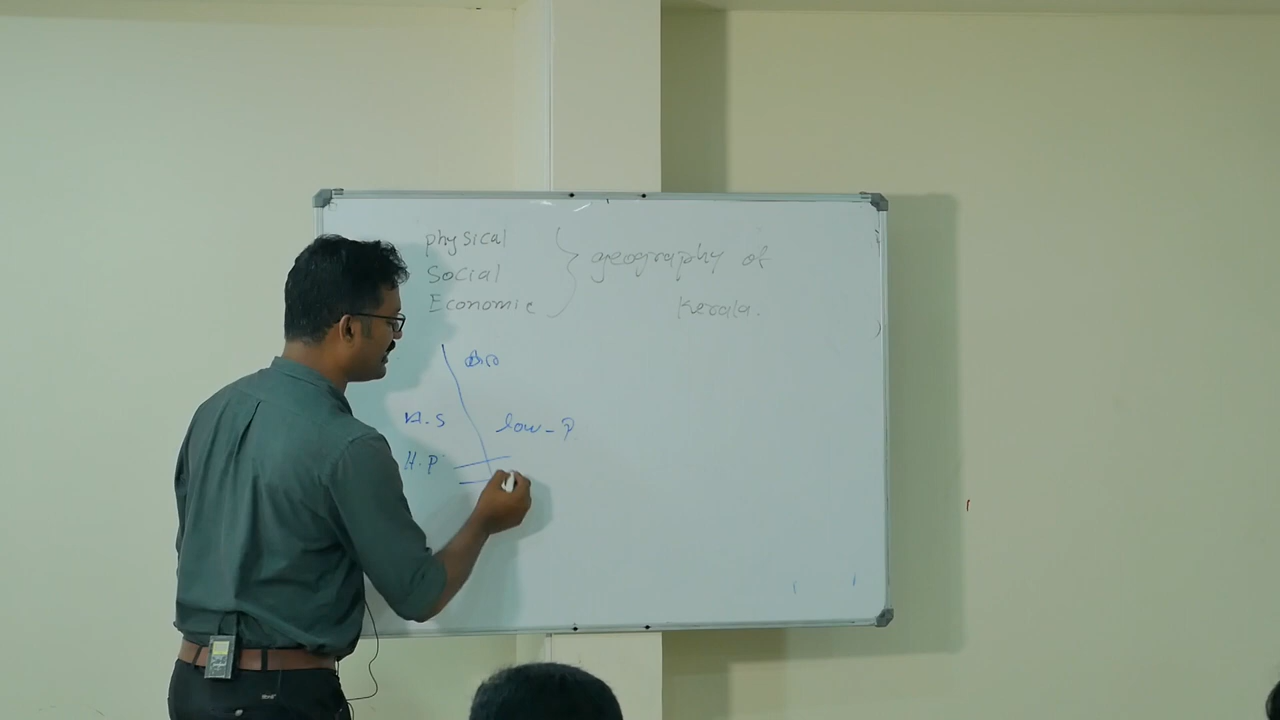 physical
Social
Economic
geography of
Kerala.
A.S
low-P
H.P